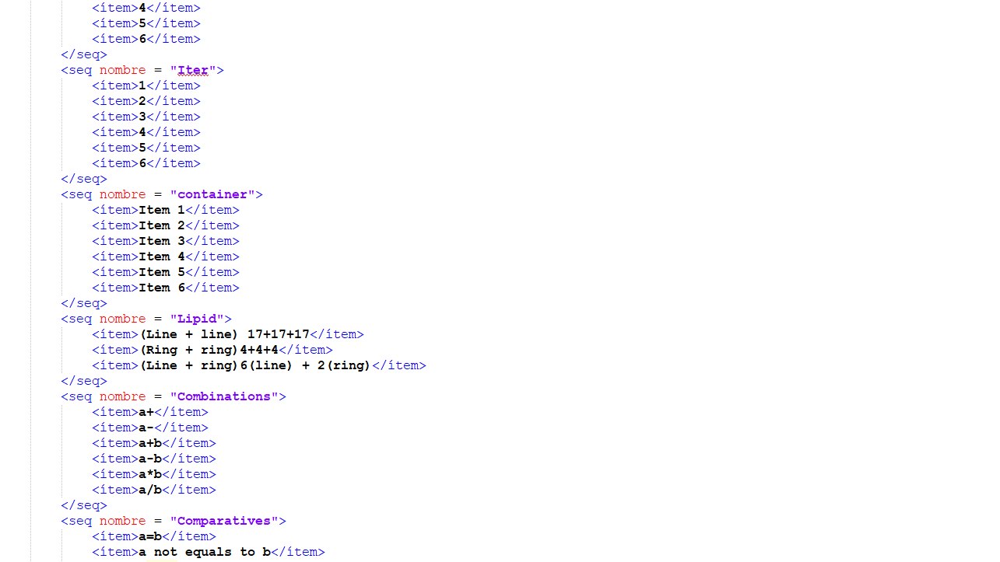 <ítem>4</ítem>
<ítem>5</ítem>
<ítem>6</ítem>
</seq>
<seq nombre = "Iter">
<ítem>1</ítem>
<ítem>2</ítem>
<ítem>3</ítem>
<ítem>4</ítem>
<ítem>5</ítem>
<ítem>6</ítem>
</seq>
<seq nombre = "container">
<ítem>Item 1</ítem>
<ítem>Item 2</ítem>
<ítem>Item 3</ítem>
<ítem>Item 4</ítem>
<ítem>Item 5</ítem>
<ítem>Item 6</ítem>
</seq>
<seq nombre = "Lipid">
<ítem>(Line + line) 17+17+17</ítem>
<ítem>(Ring + ring)4+4+4</ítem>
<ítem>(Line + ring)6(line) + 2(ring)</ítem>
</seq>
<seq nombre = "Combinations">
<ítem>a+</ítem>
<ítem>a-</ítem>
<ítem>a+b</ítem>
<ítem>a-b</ítem>
<ítem>a*b</ítem>
<ítem>a/b</ítem>
</seq>
<seq nombre = "Comparatives">
<ítem>a=b</ítem>
<ítem>a not equals to b</ítem>